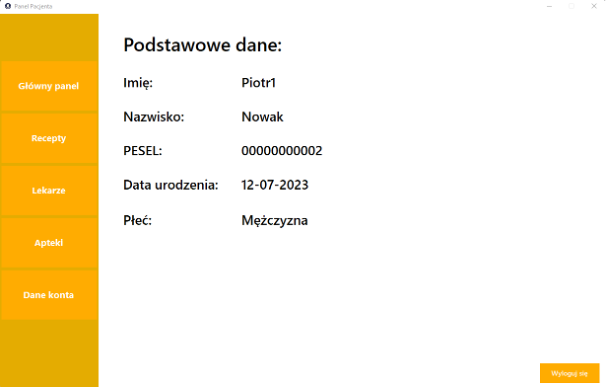 Panel Pacjenta
Podstawowe dane:
Główny panel
Imię: Piotr1
Nazwisko: Nowak
Recepty
PESEL: 00000000002
Lekarze
Data urodzenia: 12-07-2023
Płeć: Mężczyzna
Apteki
Dane konta
Wyloguj się